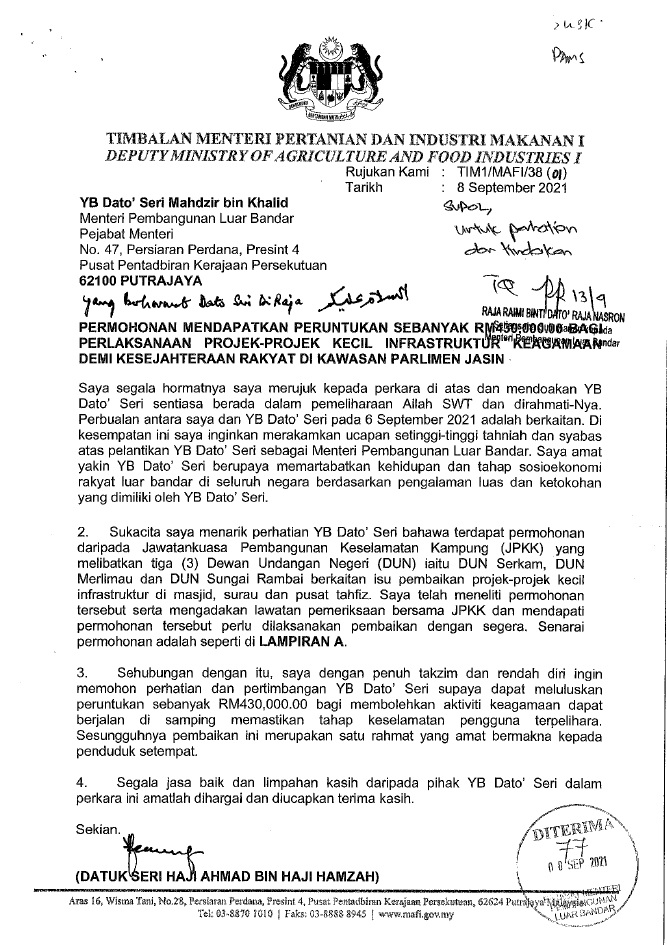 PAMS
TIMBALAN MENTERI PERTANIAN DAN INDUSTRI MAKANAN I
DEPUTY MINISTRY OF AGRICULTURE AND FOOD INDUSTRIES I
Rujukan Kami : TIM1/MAFI/38 (01)
Tarikh : 8 September 2021
YB Dato' Seri Mahdzir bin Khalid
Menteri Pembangunan Luar Bandar
Pejabat Menteri
No. 47, Persiaran Perdana, Presint 4
Pusat Pentadbiran Kerajaan Persekutuan
62100 PUTRAJAYA
SUPOL,
untuk perhatian
dan tindakan
TQ
13/9
RAJA RAIMI BINTI DATO' RAJA NASRON
Yang Berhormat Dato Sri DiRaja
PERMOHONAN MENDAPATKAN PERUNTUKAN SEBANYAK RM430,000.00 BAGI
PERLAKSANAAN PROJEK-PROJEK KECIL INFRASTRUKTUR KEAGAMAAN
DEMI KESEJAHTERAAN RAKYAT DI KAWASAN PARLIMEN JASIN
Saya segala hormatnya saya merujuk kepada perkara di atas dan mendoakan YB
Dato' Seri sentiasa berada dalam pemeliharaan Allah SWT dan dirahmati-Nya.
Perbualan antara saya dan YB Dato' Seri pada 6 September 2021 adalah berkaitan. Di
kesempatan ini saya inginkan merakamkan ucapan setinggi-tinggi tahniah dan syabas
atas pelantikan YB Dato' Seri sebagai Menteri Pembangunan Luar Bandar. Saya amat
yakin YB Dato' Seri berupaya memartabatkan kehidupan dan tahap sosioekonomi
rakyat luar bandar di seluruh negara berdasarkan pengalaman luas dan ketokohan
yang dimiliki oleh YB Dato' Seri.
2. Sukacita saya menarik perhatian YB Dato' Seri bahawa terdapat permohonan
daripada Jawatankuasa Pembangunan Keselamatan Kampung (JPKK) yang
melibatkan tiga (3) Dewan Undangan Negeri (DUN) iaitu DUN Serkam, DUN
Merlimau dan DUN Sungai Rambai berkaitan isu pembaikan projek-projek kecil
infrastruktur di masjid, surau dan pusat tahfiz. Saya telah meneliti permohonan
tersebut serta mengadakan lawatan pemeriksaan bersama JPKK dan mendapati
permohonan tersebut perlu dilaksanakan pembaikan dengan segera. Senarai
permohonan adalah seperti di LAMPIRAN A.
3. Sehubungan dengan itu, saya dengan penuh takzim dan rendah diri ingin
memohon perhatian dan pertimbangan YB Dato' Seri supaya dapat meluluskan
peruntukan sebanyak RM430,000.00 bagi membolehkan aktiviti keagamaan dapat
berjalan di samping memastikan tahap keselamatan pengguna terpelihara.
Sesungguhnya pembaikan ini merupakan satu rahmat yang amat bermakna kepada
penduduk setempat.
4. Segala jasa baik dan limpahan kasih daripada pihak YB Dato' Seri dalam
perkara ini amatlah dihargai dan diucapkan terima kasih.
Sekian.
(DATUK SERI HAJI AHMAD BIN HAJI HAMZAH)
DITERIMA
77
SEP 2021
LUAR BANDAR
Aras 16, Wisma Tani, No.28, Persiaran Perdana, Presint 4, Pusat Pentadbiran Kerajaan Persekutuan, 62624 Putrajaya Malaysia
Tel: 03-8870 1010 | Faks: 03-8888 8945 | www.mafi.gov.my